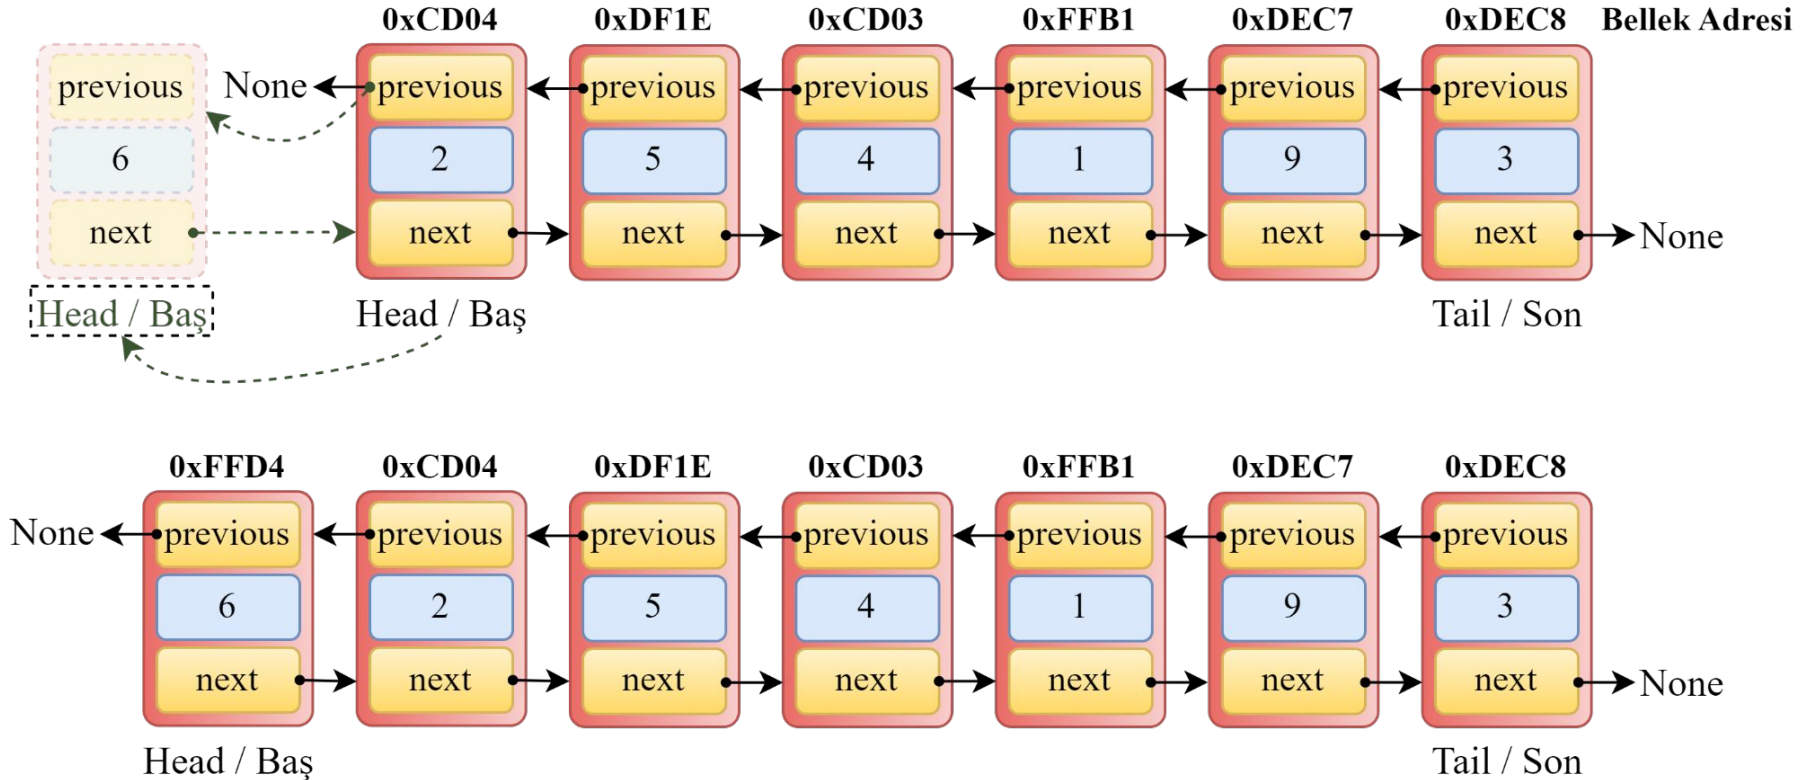 0xCD04 0xDF1E 0xCD03 0xFFB1 0xDEC7 0xDEC8 Bellek Adresi
previous None previous previous previous previous previous previous
6 2 5 4 1 9 3
next next next next next next next None
Head / Baş Head / Baş Tail / Son
0xFFD4 0xCD04 0xDF1E 0xCD03 0xFFB1 0xDEC7 0xDEC8
None previous previous previous previous previous previous previous
6 2 5 4 1 9 3
next next next next next next next None
Head / Baş Tail / Son